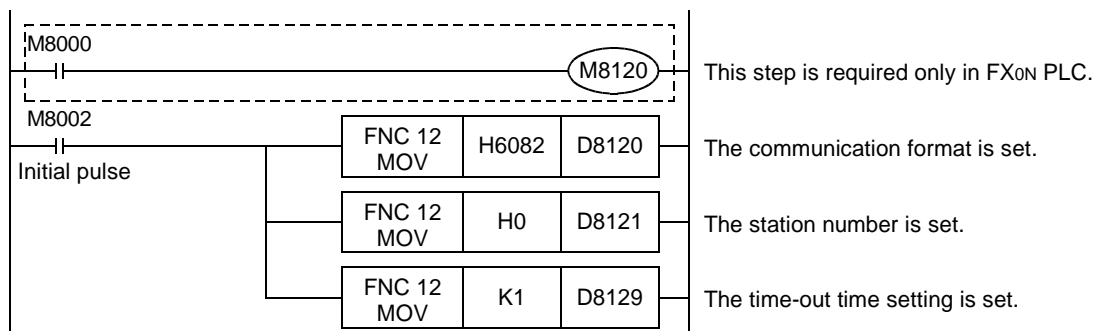 M8000
M8120
This step is required only in FX0N PLC.
M8002
Initial pulse
FNC 12
MOV
H6082
D8120
The communication format is set.
FNC 12
MOV
H0
D8121
The station number is set.
FNC 12
MOV
K1
D8129
The time-out time setting is set.